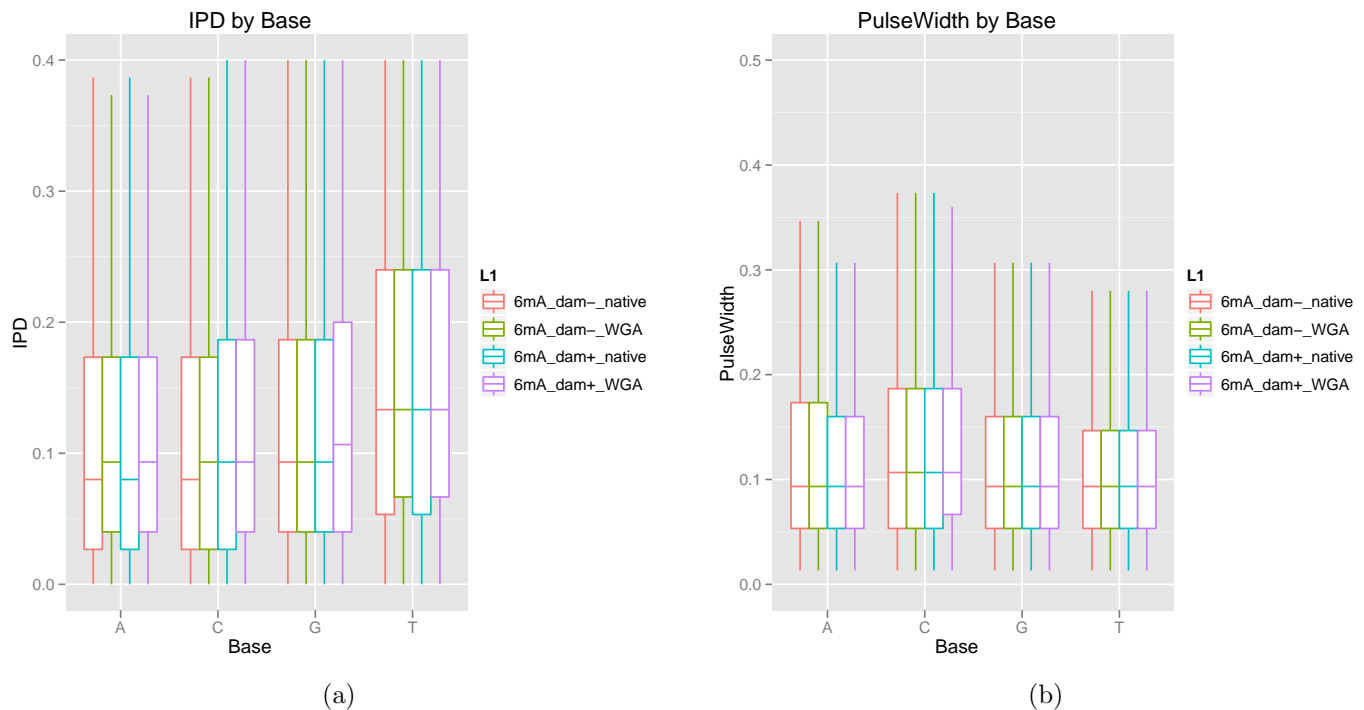 IPD by Base
0.4
0.3
0.2
0.1
0.0
IPD
A
C
G
T
Base
L1
6mA_dam−_native
6mA_dam−_WGA
6mA_dam+_native
6mA_dam+_WGA
(a)
PulseWidth by Base
0.5
0.4
0.3
0.2
0.1
0.0
PulseWidth
A
C
G
T
Base
L1
6mA_dam−_native
6mA_dam−_WGA
6mA_dam+_native
6mA_dam+_WGA
(b)